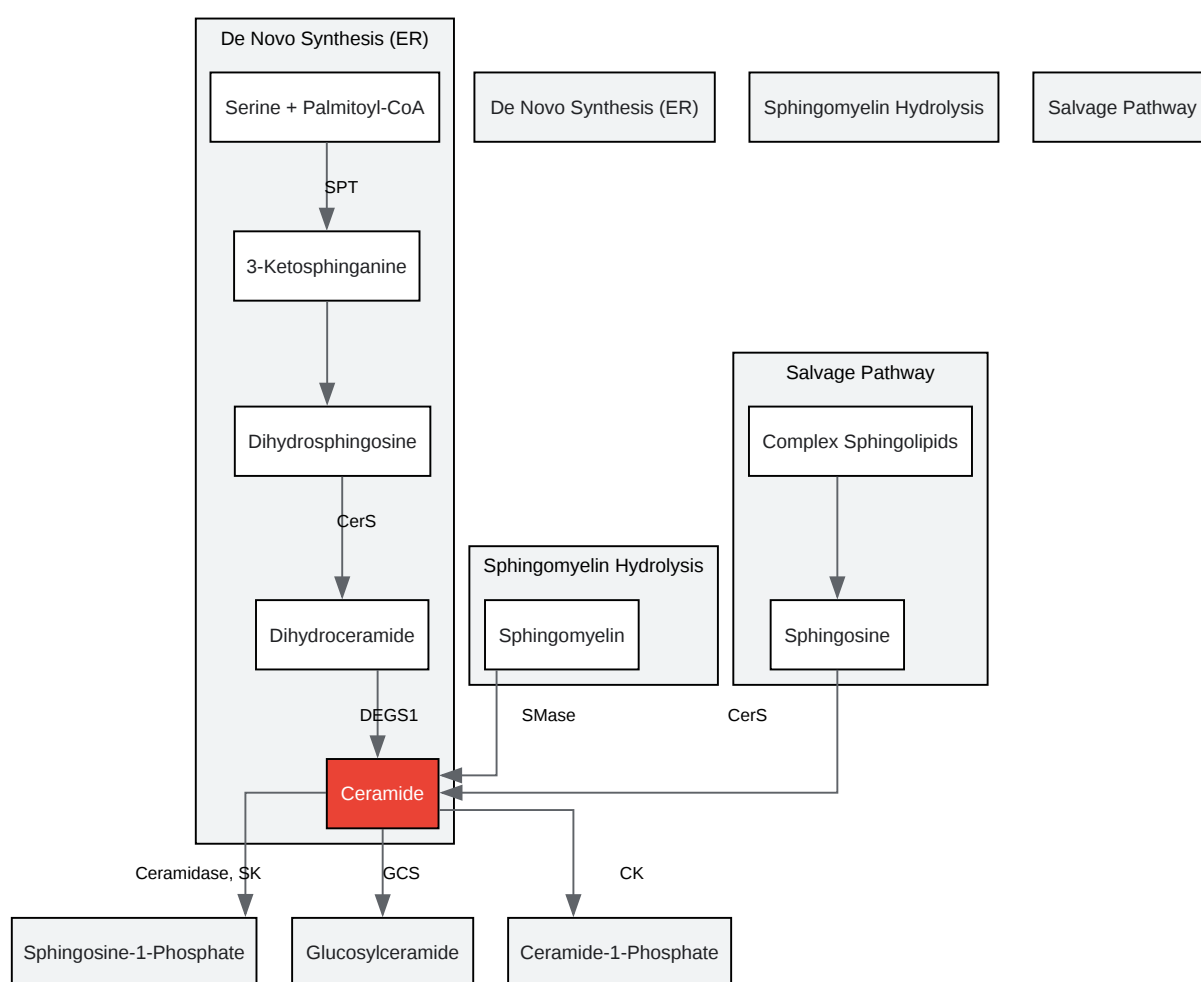 De Novo Synthesis (ER)
Serine + Palmitoyl-CoA
De Novo Synthesis (ER)
Sphingomyelin Hydrolysis
Salvage Pathway
SPT
3-Ketosphinganine
Salvage Pathway
Dihydrosphingosine
Complex Sphingolipids
CerS
Sphingomyelin Hydrolysis
Dihydroceramide
Sphingomyelin
Sphingosine
DEGS1
SMase
CerS
Ceramide
Ceramidase, SK
GCS
CK
Sphingosine-1-Phosphate
Glucosylceramide
Ceramide-1-Phosphate